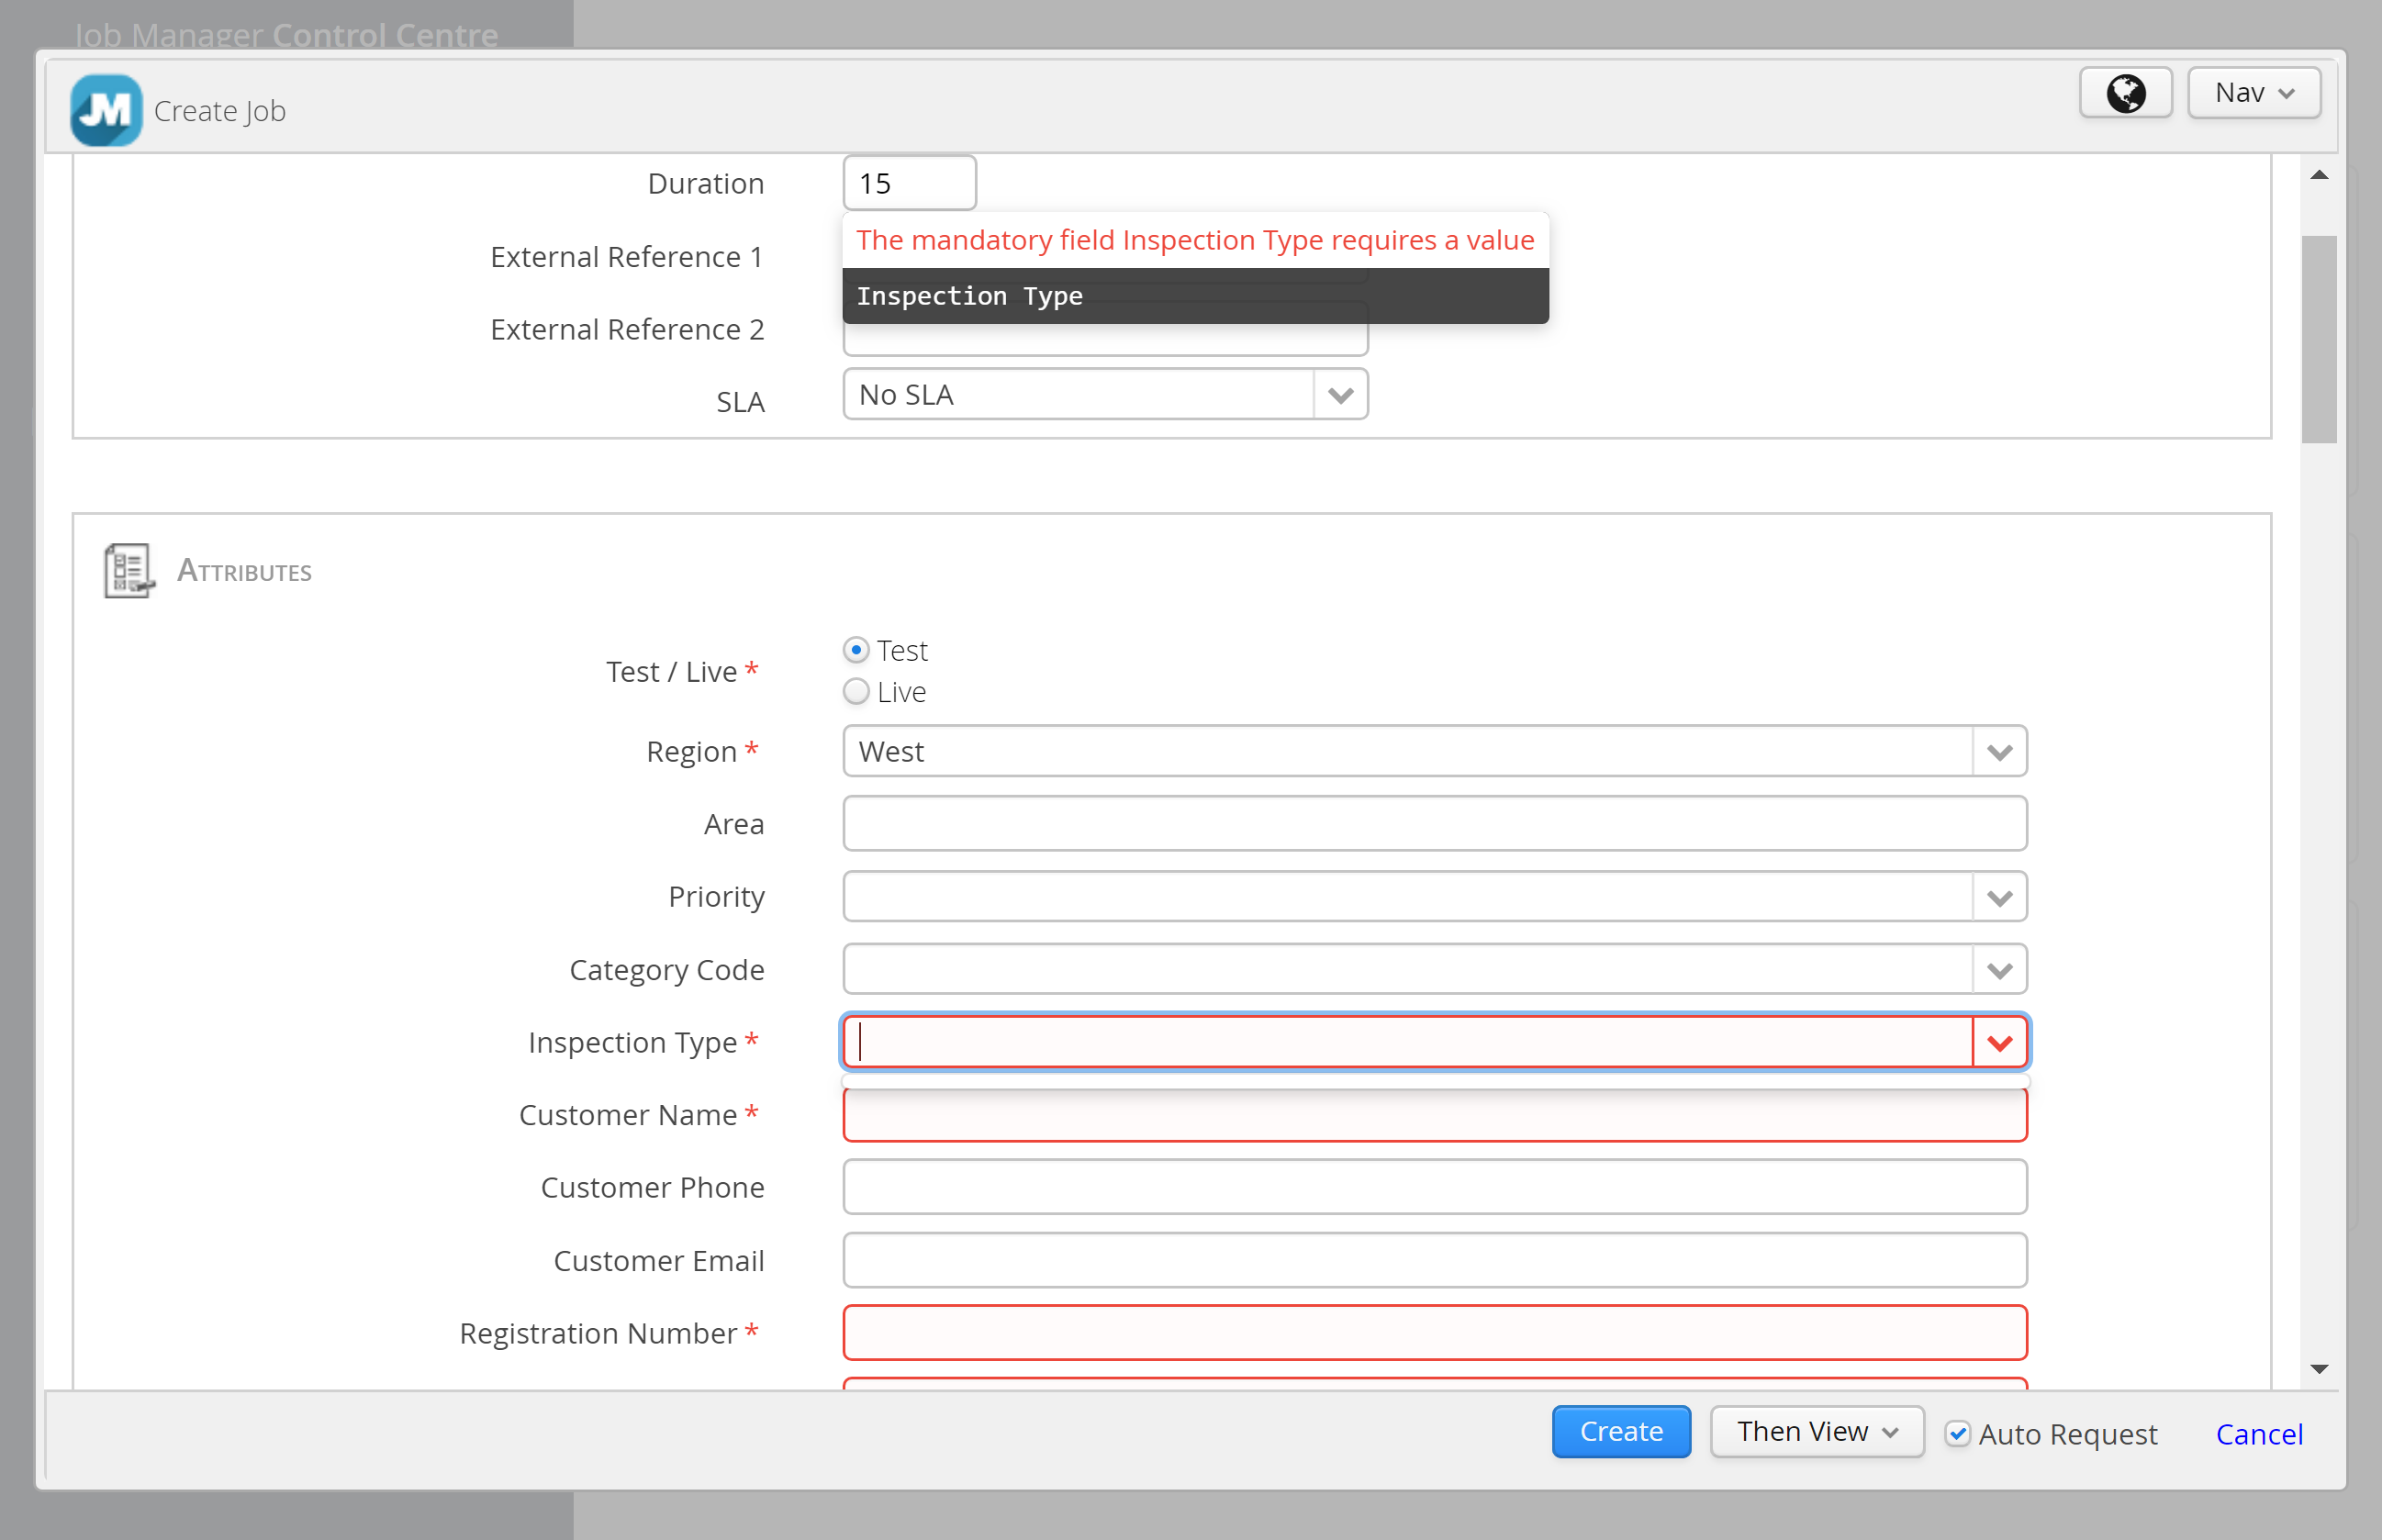 Job Manager Control Centre
JM Create Job
Nav
Duration
15
The mandatory field Inspection Type requires a value
Inspection Type
External Reference 1
External Reference 2
SLA
No SLA
ATTRIBUTES
Test / Live *
Test
Live
Region *
West
Area
Priority
Category Code
Inspection Type *
Customer Name *
Customer Phone
Customer Email
Registration Number *
Create
Then View
Auto Request
Cancel